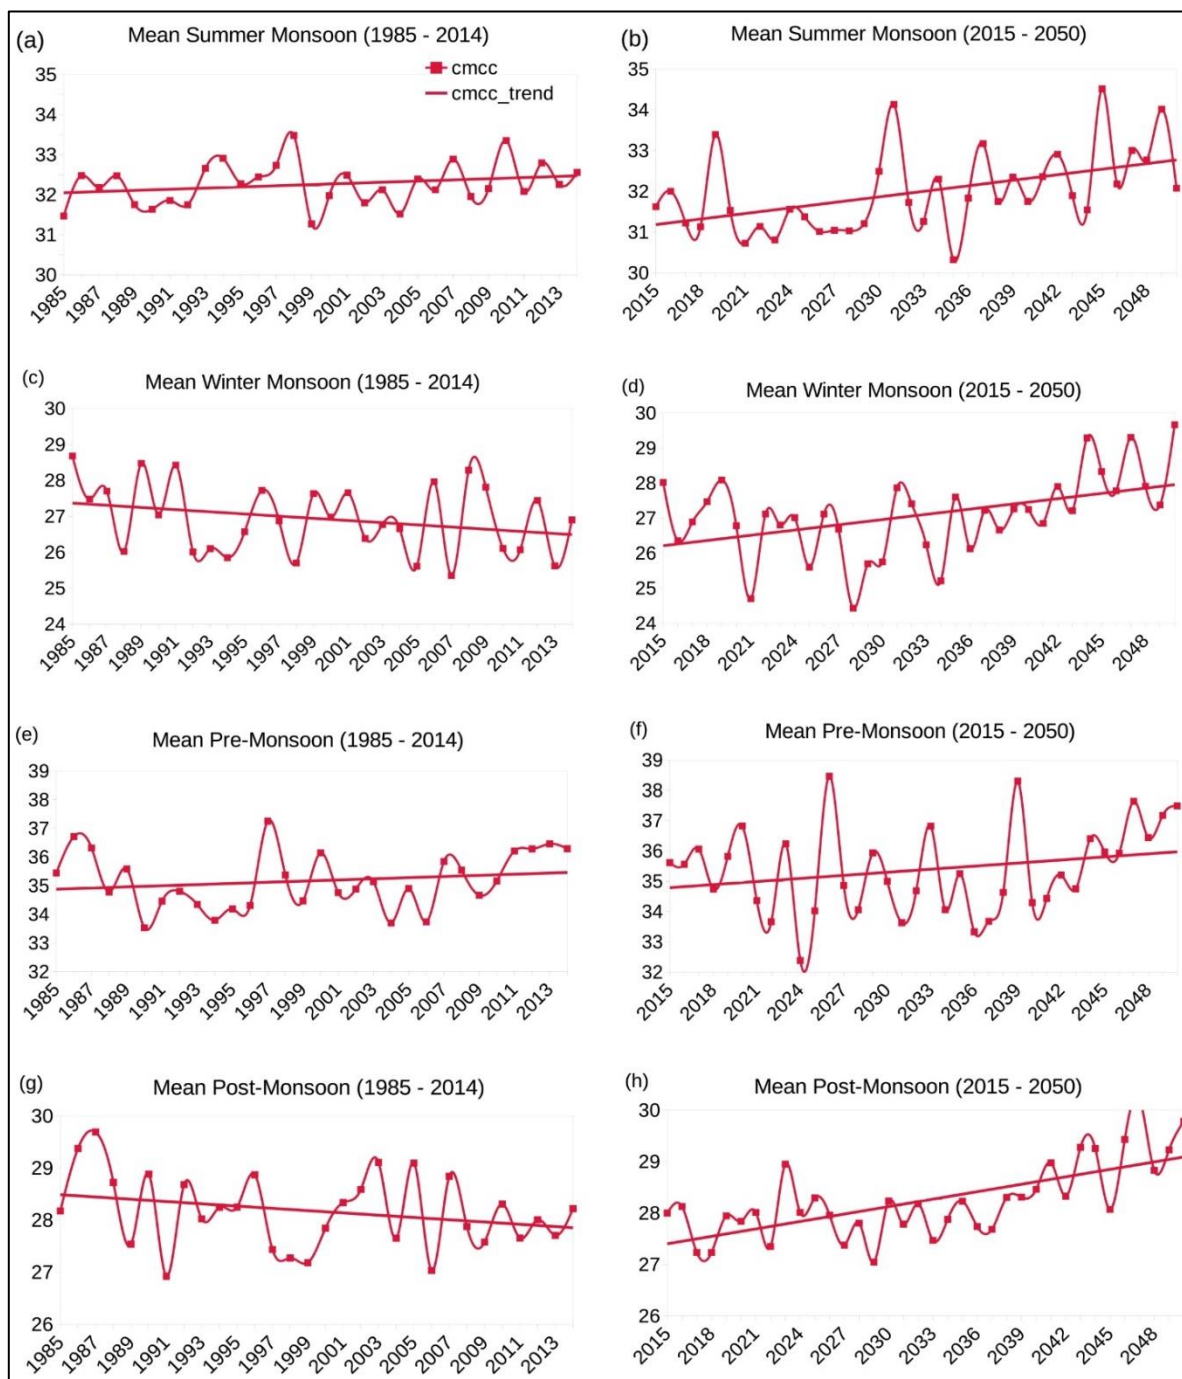 (a) Mean Summer Monsoon (1985 - 2014)
cmcc
cmcc_trend
35
34
33
32
31
30
1985 1987 1989 1991 1993 1995 1997 1999 2001 2003 2005 2007 2009 2011 2013
(b) Mean Summer Monsoon (2015 - 2050)
35
34
33
32
31
30
2015 2018 2021 2024 2027 2030 2033 2036 2039 2042 2045 2048
(c) Mean Winter Monsoon (1985 - 2014)
30
29
28
27
26
25
24
1985 1987 1989 1991 1993 1995 1997 1999 2001 2003 2005 2007 2009 2011 2013
(d) Mean Winter Monsoon (2015 - 2050)
30
29
28
27
26
25
24
2015 2018 2021 2024 2027 2030 2033 2036 2039 2042 2045 2048
(e) Mean Pre-Monsoon (1985 - 2014)
39
38
37
36
35
34
33
32
1985 1987 1989 1991 1993 1995 1997 1999 2001 2003 2005 2007 2009 2011 2013
(f) Mean Pre-Monsoon (2015 - 2050)
39
38
37
36
35
34
33
32
2015 2018 2021 2024 2027 2030 2033 2036 2039 2042 2045 2048
(g) Mean Post-Monsoon (1985 - 2014)
30
29
28
27
26
1985 1987 1989 1991 1993 1995 1997 1999 2001 2003 2005 2007 2009 2011 2013
(h) Mean Post-Monsoon (2015 - 2050)
30
29
28
27
26
2015 2018 2021 2024 2027 2030 2033 2036 2039 2042 2045 2048